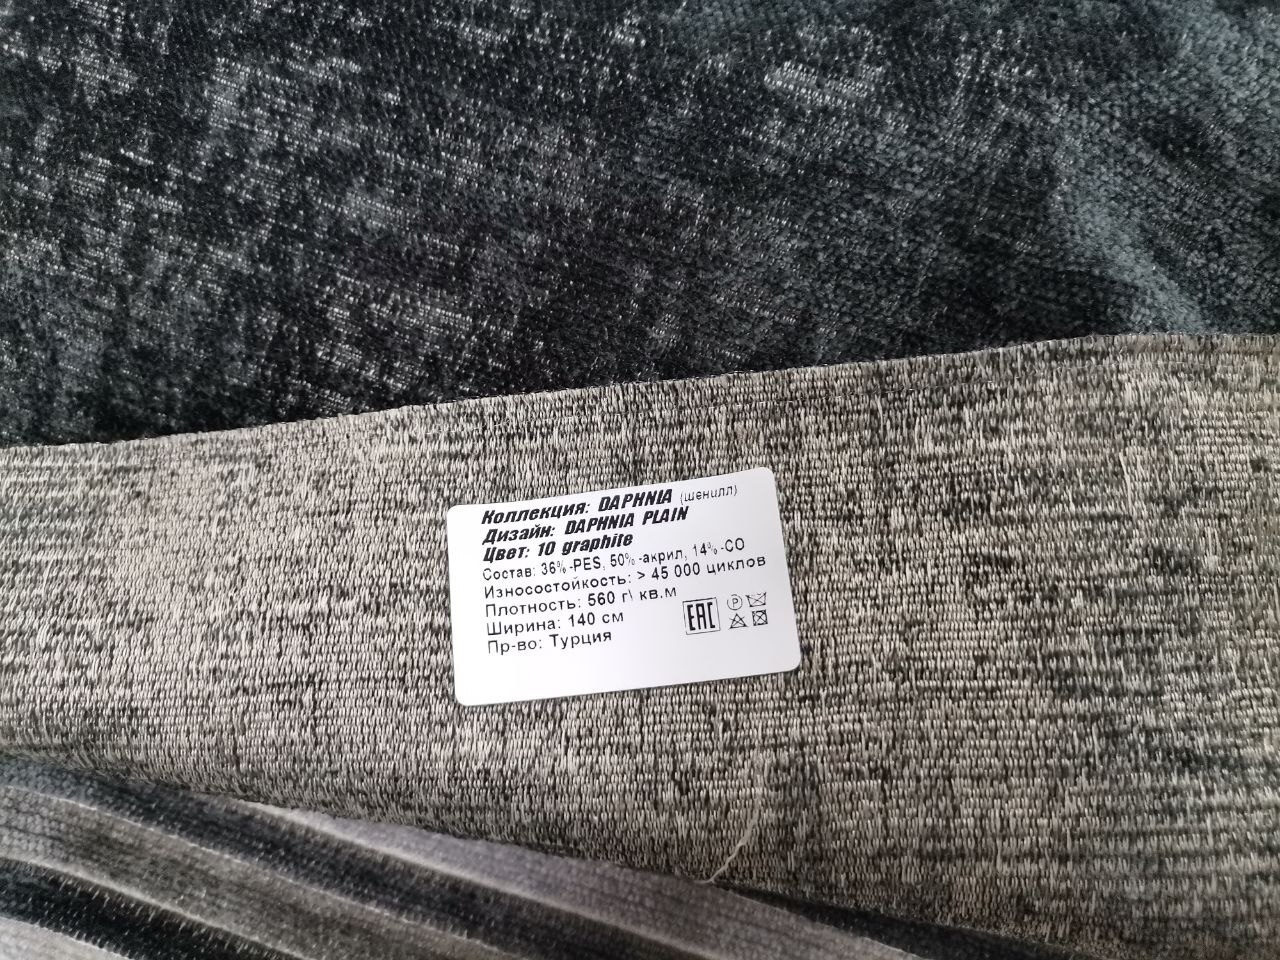 Коллекция: DAPHNIA (шенилл)
Дизайн: DAPHNIA PLAIN
Цвет: 10 graphite
Состав: 36%-PES, 50%-акрил, 14%-CO
Износостойкость: > 45 000 циклов
Плотность: 560 г\ кв.м
Ширина: 140 см
Пр-во: Турция
EAC
P